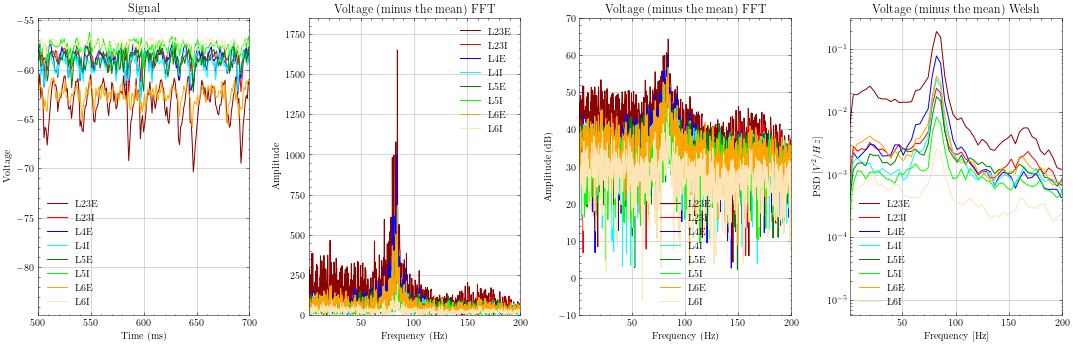 Signal
Voltage
−55
−60
−65
−70
−75
−80
500
550
600
650
700
Time (ms)
L23E
L23I
L4E
L4I
L5E
L5I
L6E
L6I
Voltage (minus the mean) FFT
Amplitude
1750
1500
1250
1000
750
500
250
0
50
100
150
200
Frequency (Hz)
L23E
L23I
L4E
L4I
L5E
L5I
L6E
L6I
Voltage (minus the mean) FFT
Amplitude (dB)
70
60
50
40
30
20
10
0
−10
50
100
150
200
Frequency (Hz)
L23E
L23I
L4E
L4I
L5E
L5I
L6E
L6I
Voltage (minus the mean) Welsh
PSD [V²/Hz]
10⁻¹
10⁻²
10⁻³
10⁻⁴
10⁻⁵
50
100
150
200
Frequency [Hz]
L23E
L23I
L4E
L4I
L5E
L5I
L6E
L6I